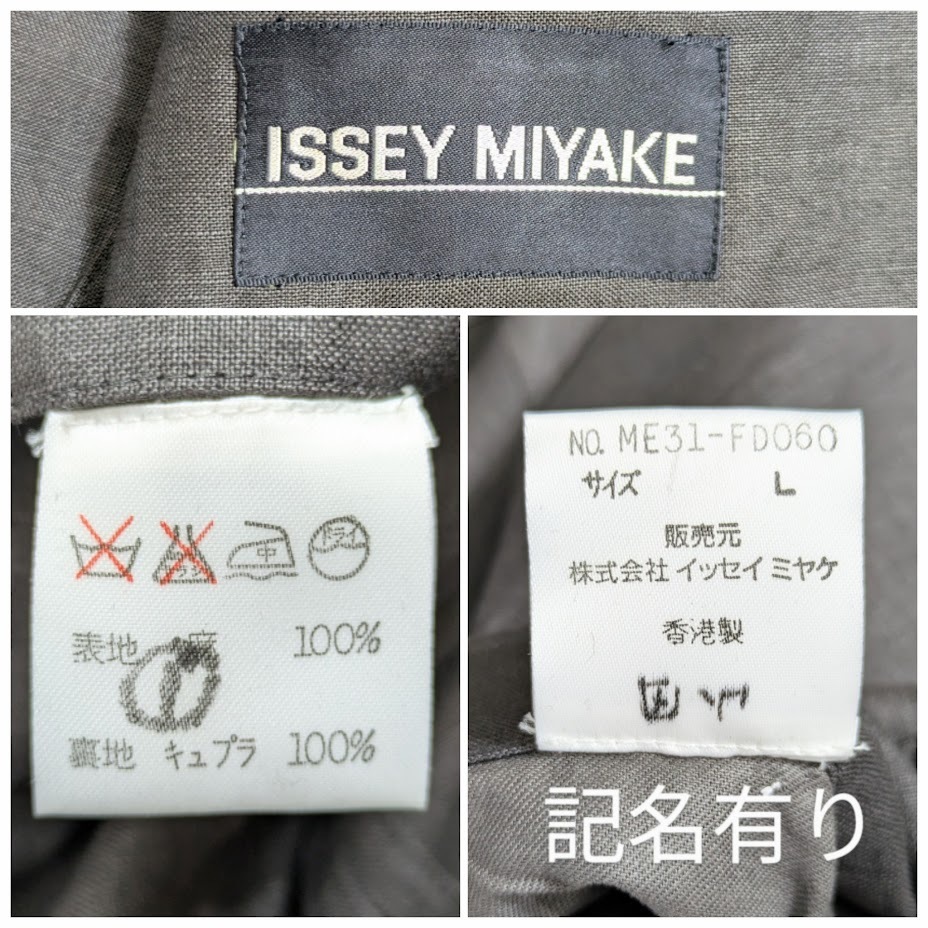 ISSEY MIYAKE
ドライ
中
表地 麻 100%
裏地 キュプラ 100%
NO. ME31-FD060
サイズ L
販売元
株式会社 イッセイ ミヤケ
香港製
記名有り